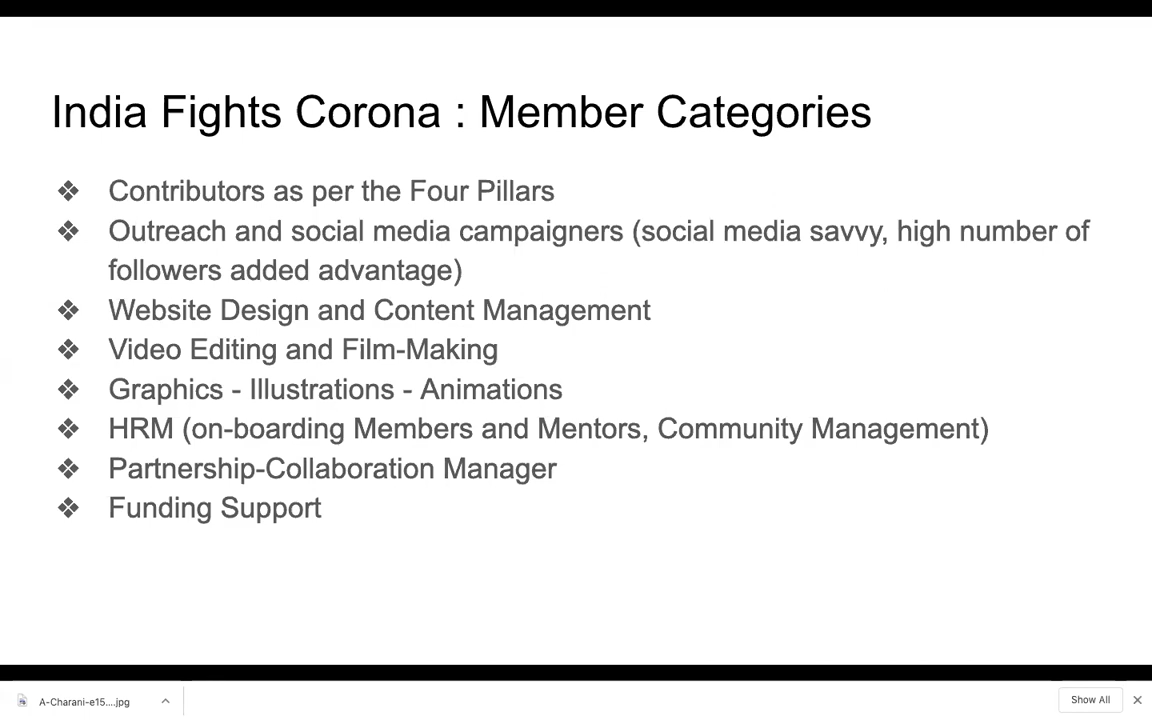 India Fights Corona : Member Categories
❖ Contributors as per the Four Pillars
❖ Outreach and social media campaigners (social media savvy, high number of
followers added advantage)
❖ Website Design and Content Management
❖ Video Editing and Film-Making
❖ Graphics - Illustrations - Animations
❖ HRM (on-boarding Members and Mentors, Community Management)
❖ Partnership-Collaboration Manager
❖ Funding Support
A-Charani-e15....jpg
Show All